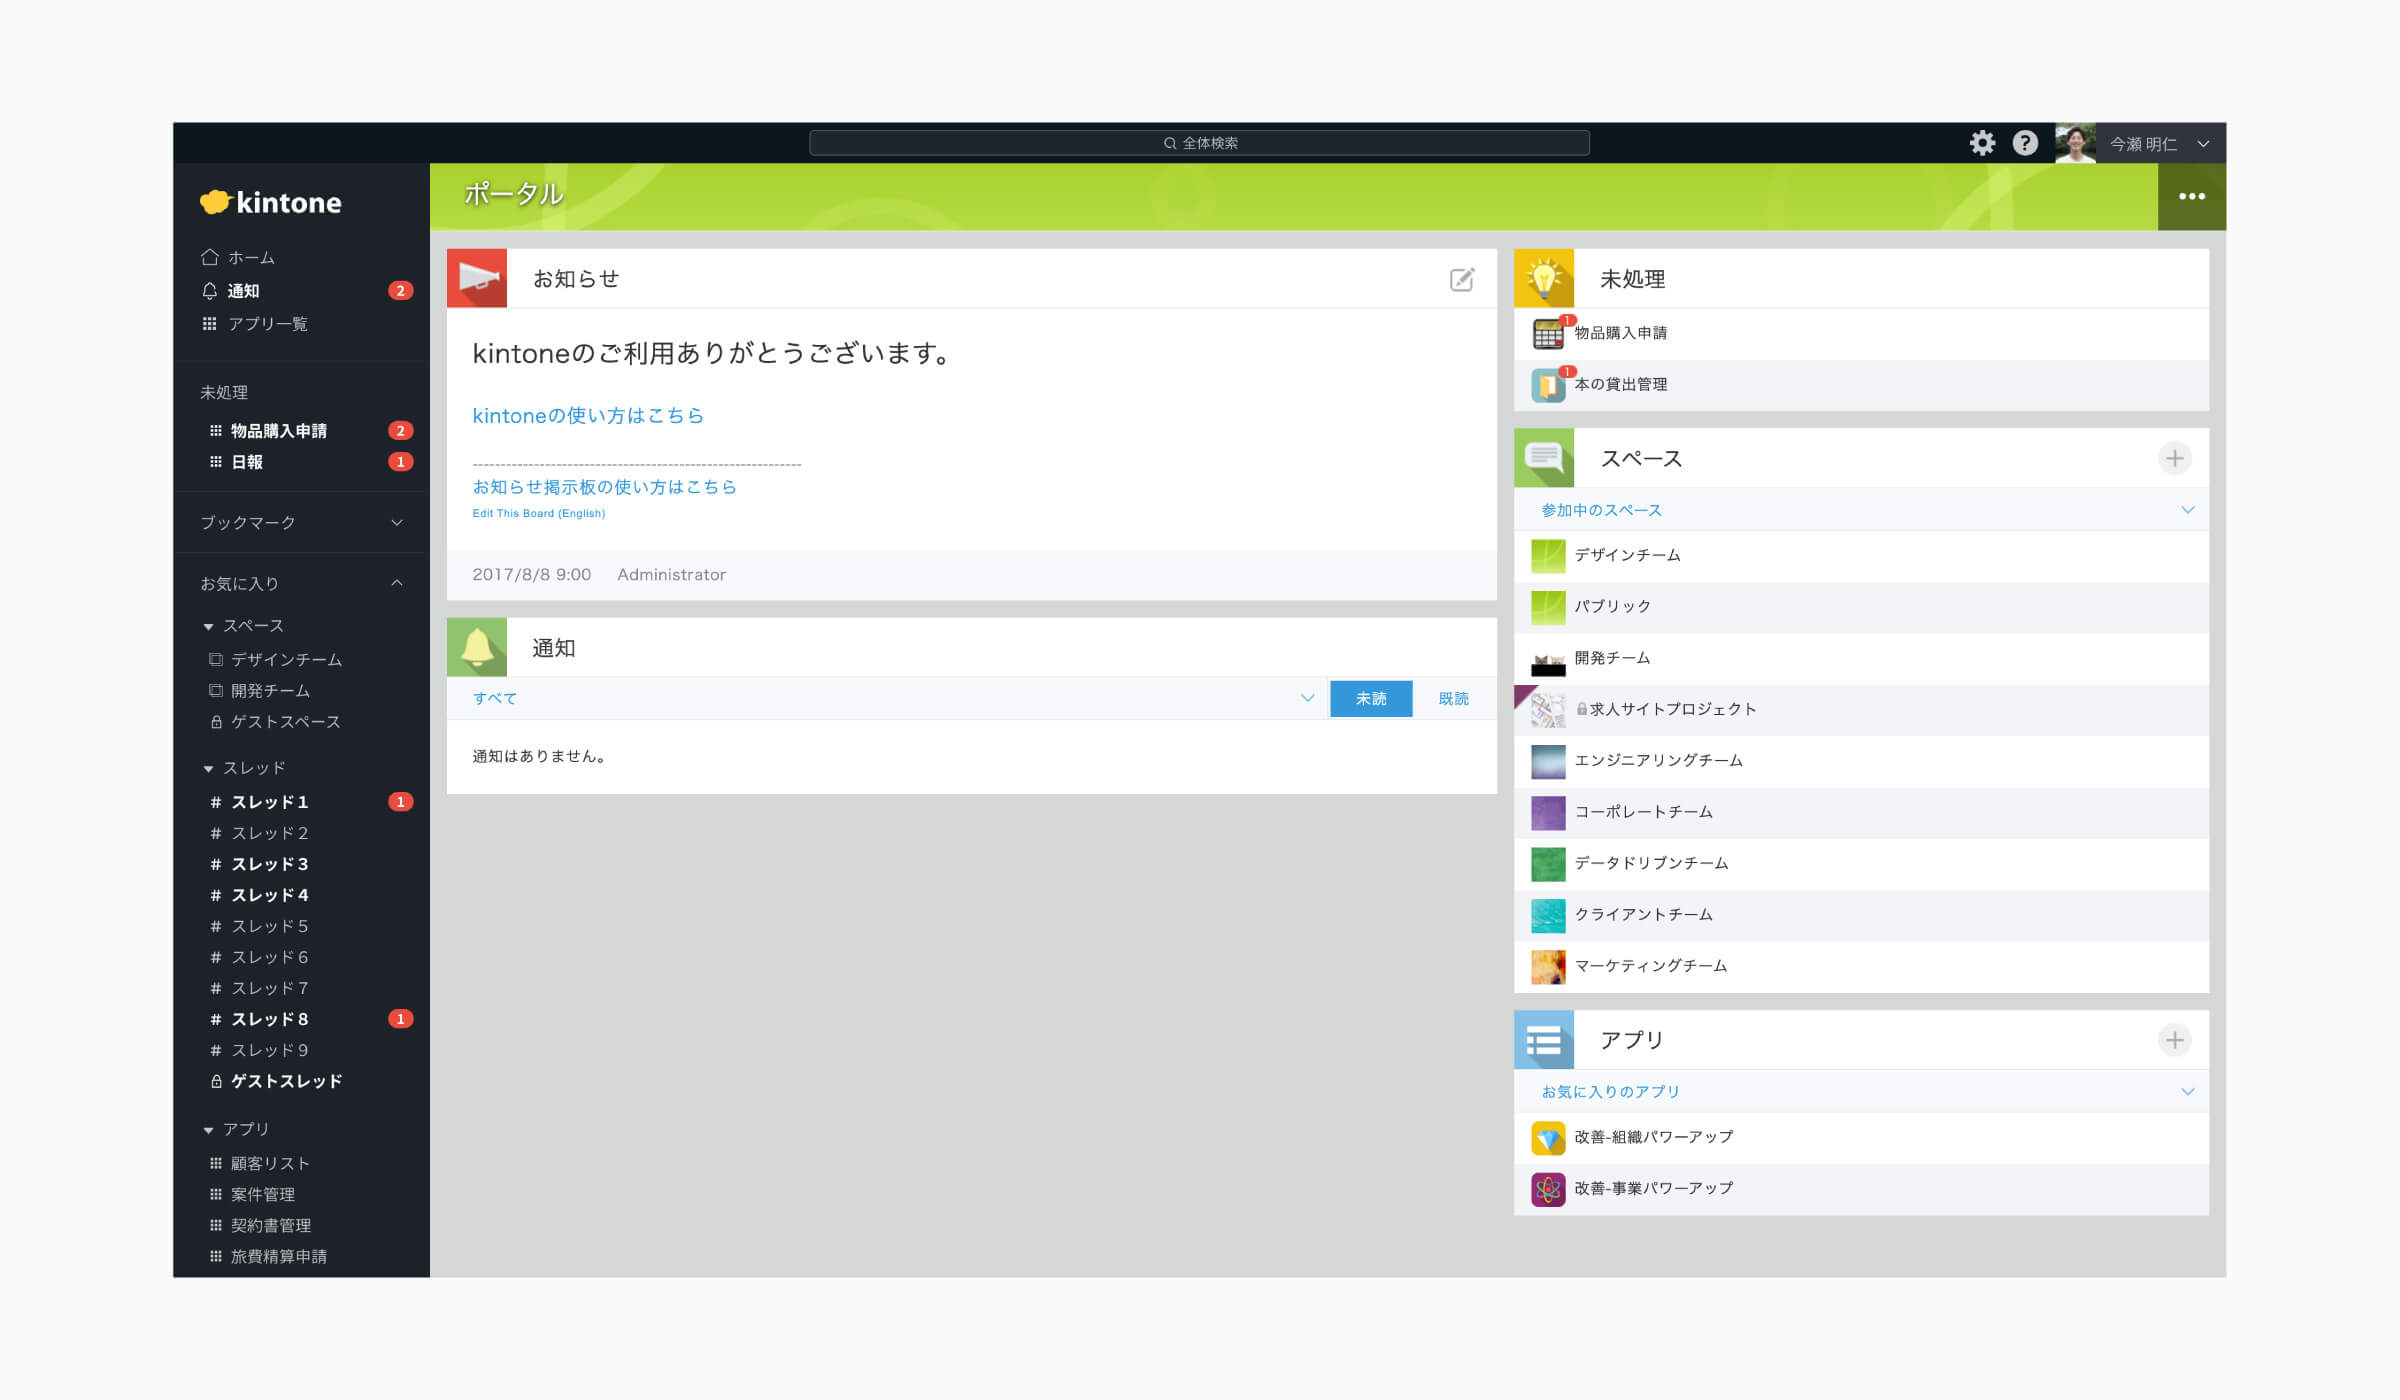 全体検索
?
今瀬 明仁
kintone
ホーム
通知 2
アプリ一覧
未処理
物品購入申請 2
日報 1
ブックマーク
お気に入り
スペース
デザインチーム
開発チーム
ゲストスペース
スレッド
# スレッド1 1
# スレッド2
# スレッド3
# スレッド4
# スレッド5
# スレッド6
# スレッド7
# スレッド8 1
# スレッド9
ゲストスレッド
アプリ
顧客リスト
案件管理
契約書管理
旅費精算申請
ポータル
お知らせ
kintoneのご利用ありがとうございます。
kintoneの使い方はこちら
------------------------------------------------------------
お知らせ掲示板の使い方はこちら
Edit This Board (English)
2017/8/8 9:00 Administrator
通知
すべて 未読 既読
通知はありません。
未処理
1 物品購入申請
1 本の貸出管理
スペース
参加中のスペース
デザインチーム
パブリック
開発チーム
求人サイトプロジェクト
エンジニアリングチーム
コーポレートチーム
データドリブンチーム
クライアントチーム
マーケティングチーム
アプリ
お気に入りのアプリ
改善-組織パワーアップ
改善-事業パワーアップ